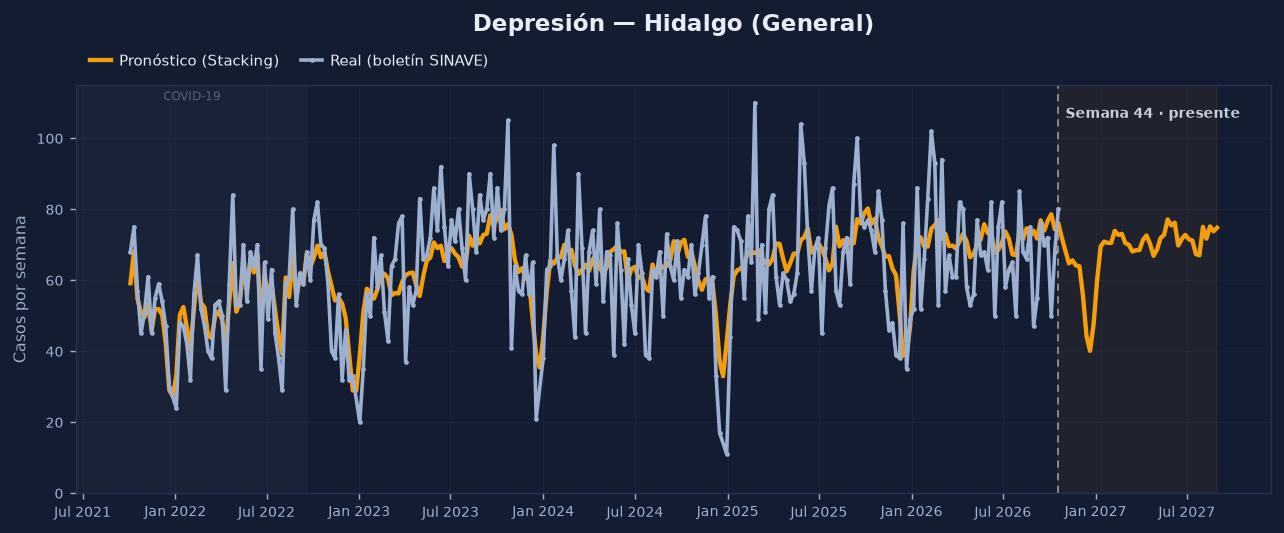 Depresión — Hidalgo (General)
Pronóstico (Stacking)
Real (boletín SINAVE)
COVID-19
Semana 44 · presente
Casos por semana
100
80
60
40
20
0
Jul 2021
Jan 2022
Jul 2022
Jan 2023
Jul 2023
Jan 2024
Jul 2024
Jan 2025
Jul 2025
Jan 2026
Jul 2026
Jan 2027
Jul 2027